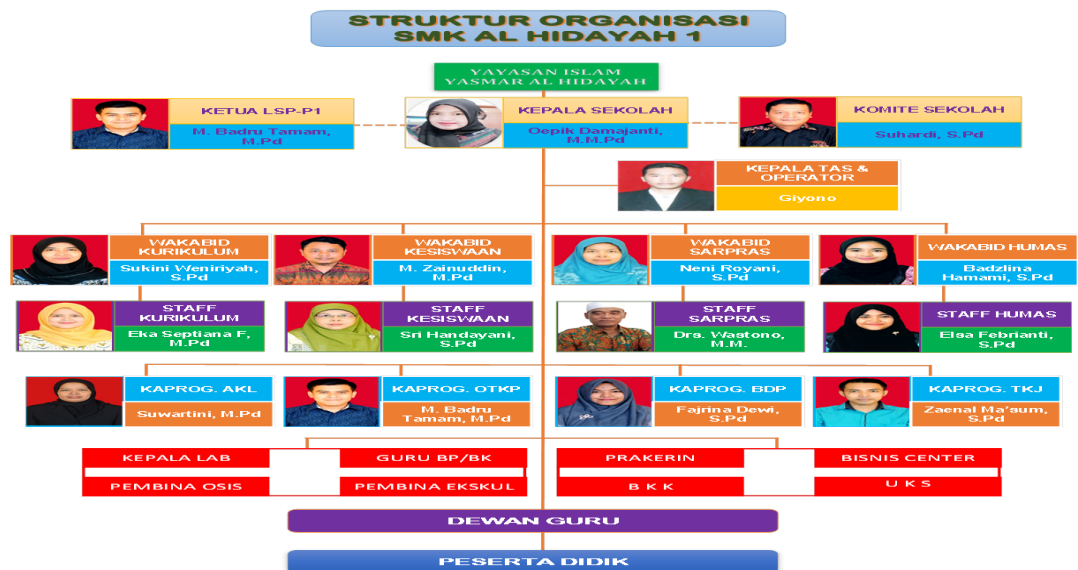 STRUKTUR ORGANISASI
SMK AL HIDAYAH 1
YAYASAN ISLAM
YASMAR AL HIDAYAH
KETUA LSP-P1
M. Badru Tamam,
M.Pd
KEPALA SEKOLAH
Oepik Damajanti,
M.M.Pd
KOMITE SEKOLAH
Suhardi, S.Pd
KEPALA TAS &
OPERATOR
Giyono
WAKABID
KURIKULUM
Sukini Weniriyah,
S.Pd
WAKABID
KESISWAAN
M. Zainuddin,
M.Pd
WAKABID
SARPRAS
Neni Royani,
S.Pd
WAKABID HUMAS
Badzlina
Hamami, S.Pd
STAFF
KURIKULUM
Eka Septiana F,
M.Pd
STAFF
KESISWAAN
Sri Handayani,
S.Pd
STAFF
SARPRAS
Drs. Wastono,
M.M.
STAFF HUMAS
Elsa Febrianti,
S.Pd
KAPROG. AKL
Suwartini, M.Pd
KAPROG. OTKP
M. Badru
Tamam, M.Pd
KAPROG. BDP
Fajrina Dewi,
S.Pd
KAPROG. TKJ
Zaenal Ma'sum,
S.Pd
KEPALA LAB
GURU BP/BK
PRAKERIN
BISNIS CENTER
PEMBINA OSIS
PEMBINA EKSKUL
B K K
U K S
DEWAN GURU
PESERTA DIDIK